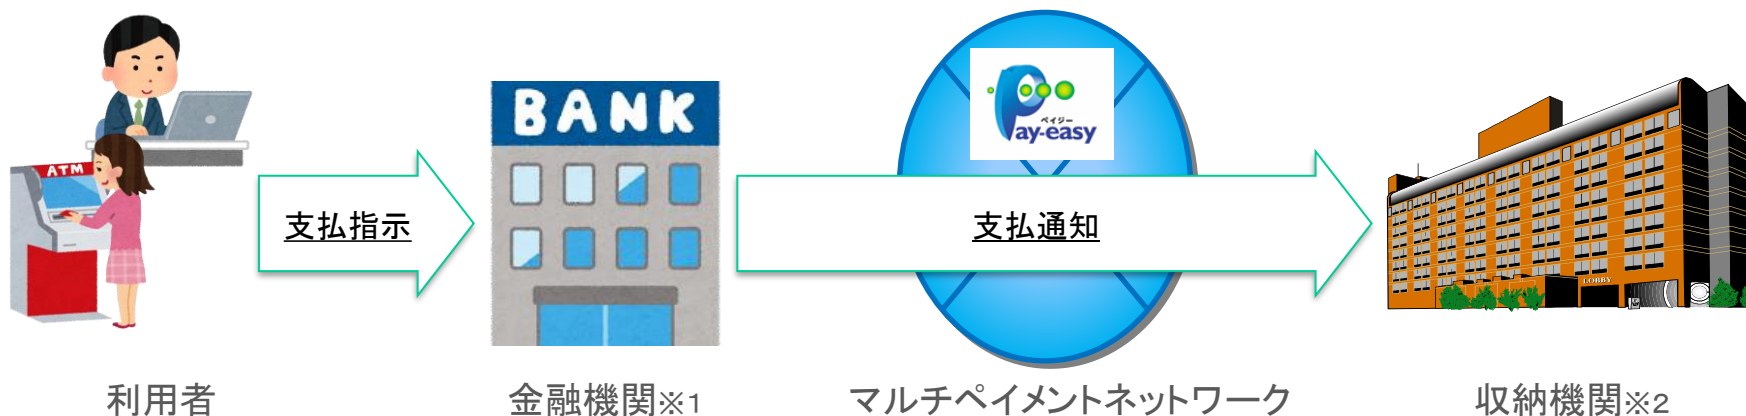 BANK
ATM
ペイジー
Pay-easy
支払指示
支払通知
LOBBY
利用者
金融機関※1
マルチペイメントネットワーク
収納機関※2